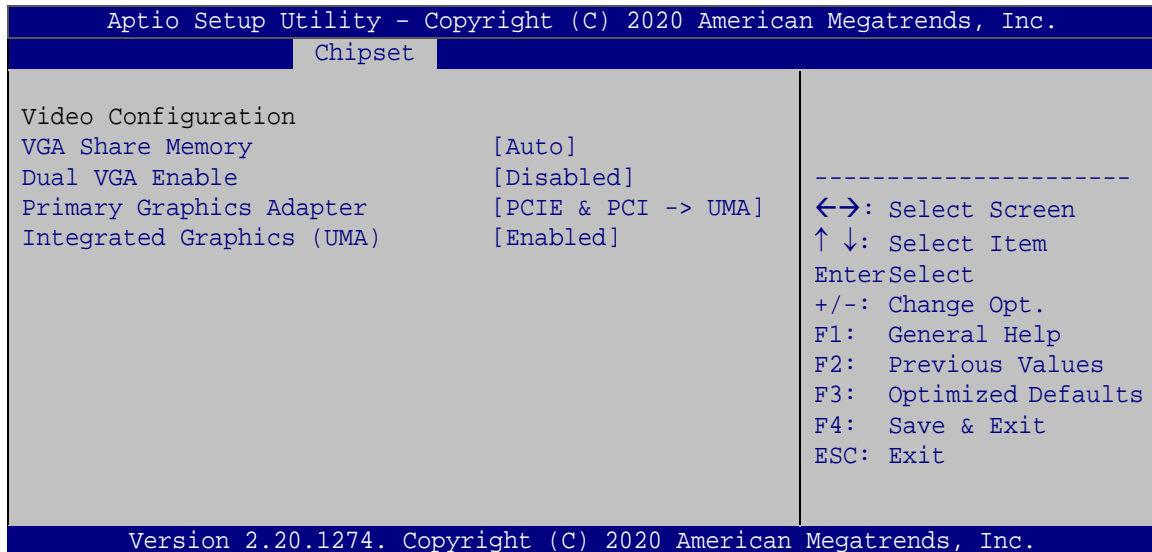 Aptio Setup Utility – Copyright (C) 2020 American Megatrends, Inc.
Chipset
Video Configuration
VGA Share Memory [Auto]
Dual VGA Enable [Disabled]
Primary Graphics Adapter [PCIE & PCI -> UMA]
Integrated Graphics (UMA) [Enabled]
----------------------
←→: Select Screen
↑ ↓: Select Item
EnterSelect
+/-: Change Opt.
F1: General Help
F2: Previous Values
F3: Optimized Defaults
F4: Save & Exit
ESC: Exit
Version 2.20.1274. Copyright (C) 2020 American Megatrends, Inc.